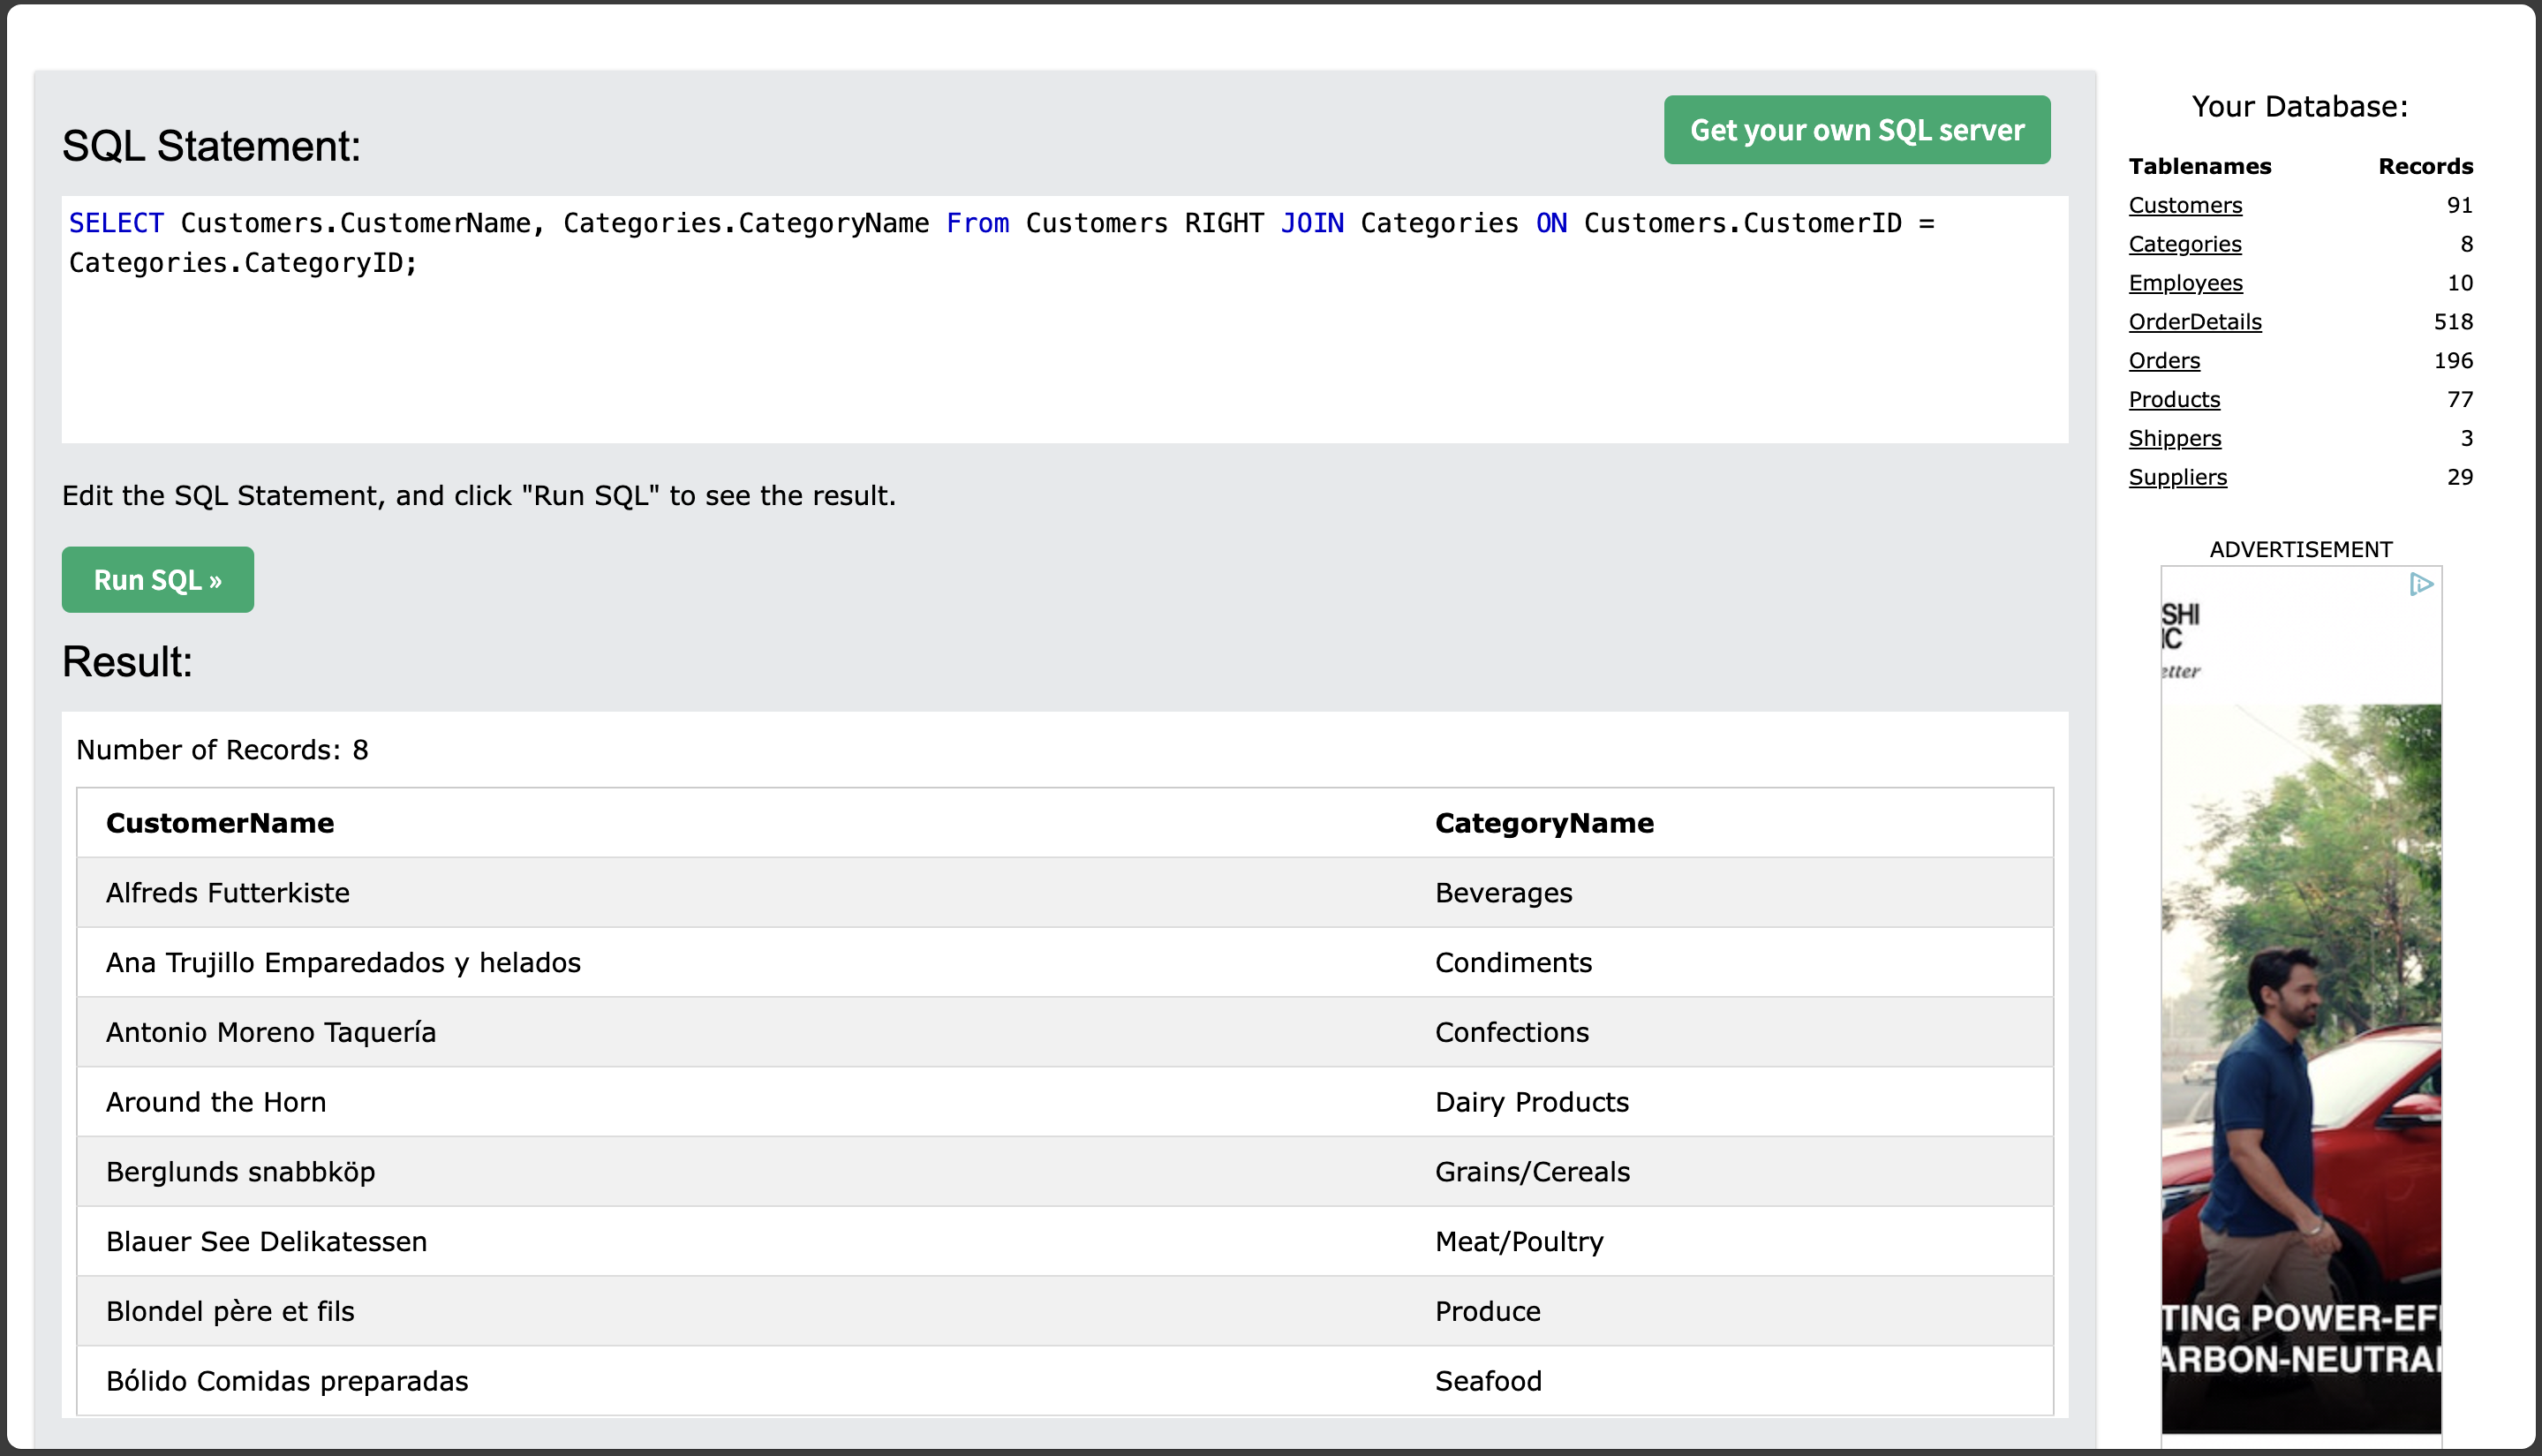 SQL Statement:
Get your own SQL server
SELECT Customers.CustomerName, Categories.CategoryName From Customers RIGHT JOIN Categories ON Customers.CustomerID =
Categories.CategoryID;
Edit the SQL Statement, and click "Run SQL" to see the result.
Run SQL »
Result:
Number of Records: 8
CustomerName CategoryName
Alfreds Futterkiste Beverages
Ana Trujillo Emparedados y helados Condiments
Antonio Moreno Taquería Confections
Around the Horn Dairy Products
Berglunds snabbköp Grains/Cereals
Blauer See Delikatessen Meat/Poultry
Blondel père et fils Produce
Bólido Comidas preparadas Seafood
Your Database:
Tablenames Records
Customers 91
Categories 8
Employees 10
OrderDetails 518
Orders 196
Products 77
Shippers 3
Suppliers 29
ADVERTISEMENT
SHI
IC
etter
TING POWER-EF
ARBON-NEUTRA